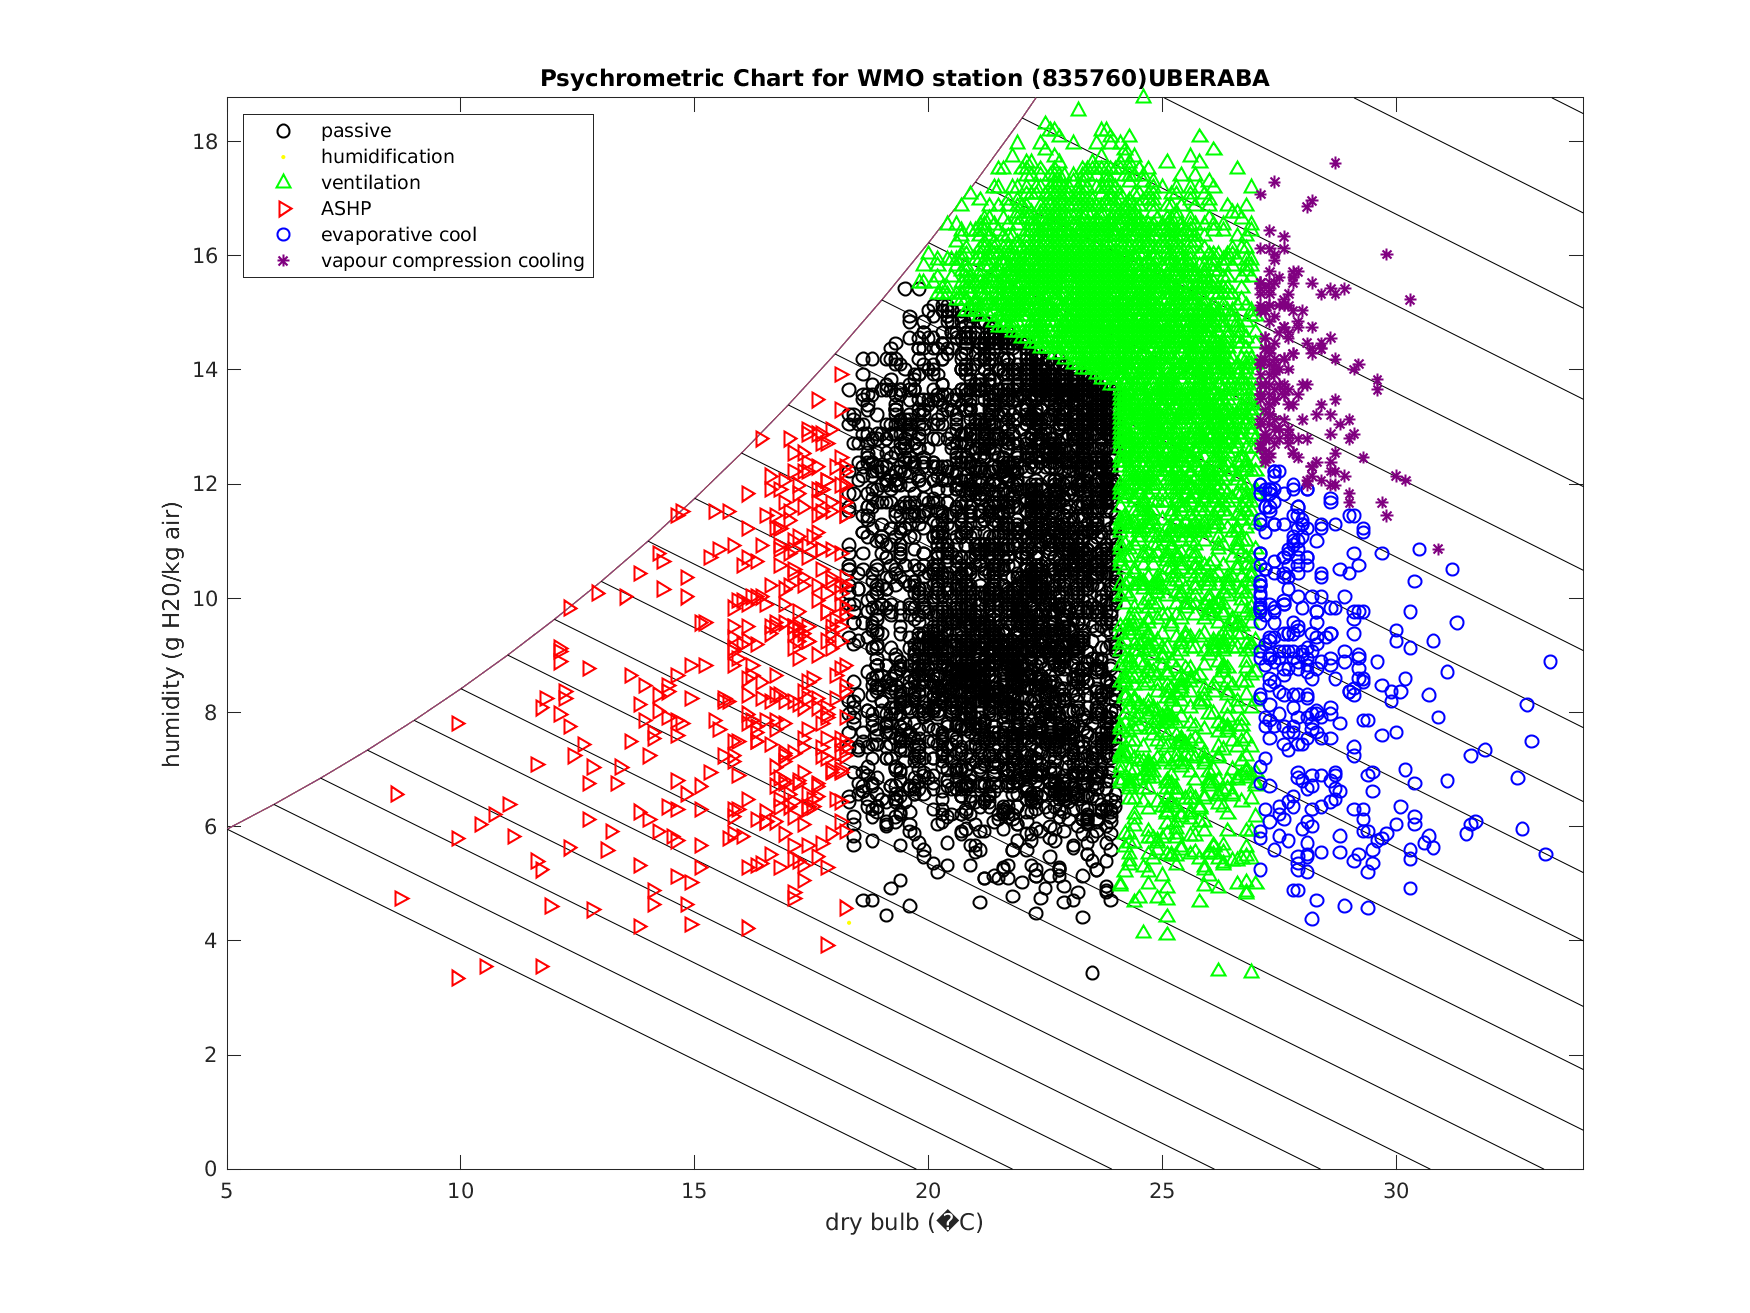 Psychrometric Chart for WMO station (835760)UBERABA
passive
humidification
ventilation
ASHP
evaporative cool
vapour compression cooling
humidity (g H20/kg air)
18
16
14
12
10
8
6
4
2
0
5 10 15 20 25 30
dry bulb (�C)